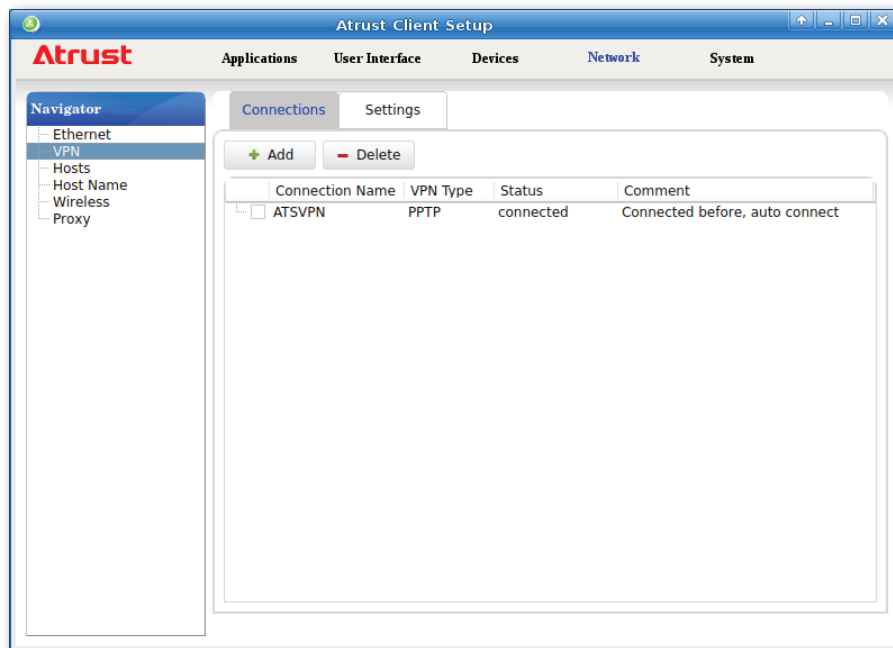 Atrust Client Setup
Atrust
Applications User Interface Devices Network System
Navigator
Ethernet
VPN
Hosts
Host Name
Wireless
Proxy
Connections Settings
Add Delete
Connection Name VPN Type Status Comment
ATSVPN PPTP connected Connected before, auto connect